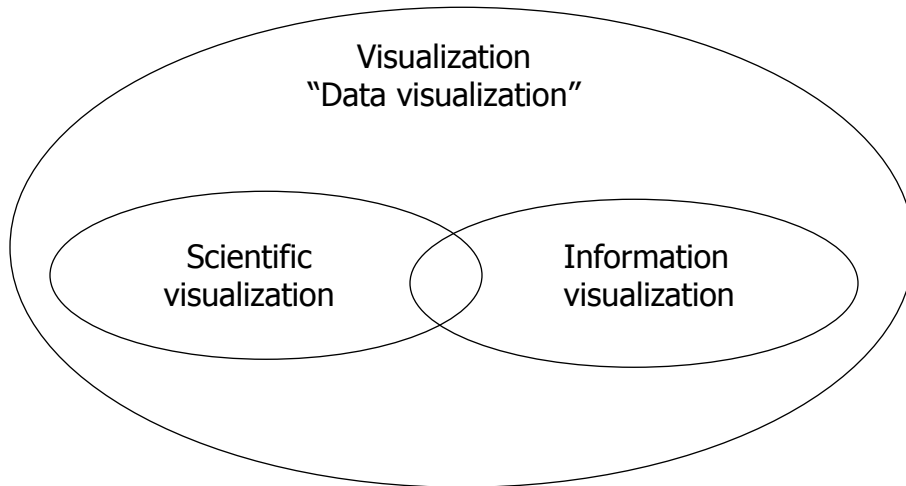 Visualization
“Data visualization”
Scientific
visualization
Information
visualization